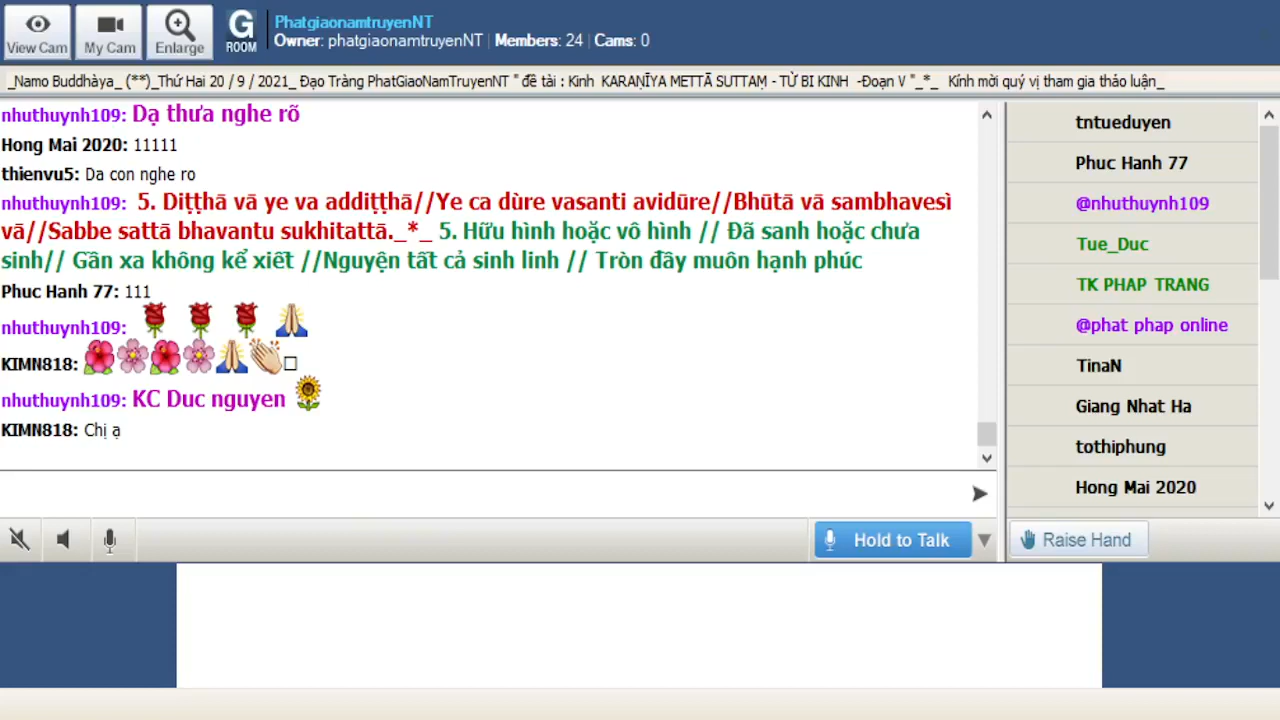 View Cam
My Cam
Enlarge
G
ROOM
PhatgiaonamtruyenNT
Owner: phatgiaonamtruyenNT | Members: 24 | Cams: 0
_Namo Buddhàya_ (**)_Thứ Hai 20 / 9 / 2021_ Đạo Tràng PhatGiaoNamTruyenNT " đề tài : Kinh KARAṆĪYA METTĀ SUTTAṂ - TỪ BI KINH -Đoạn V "_*_ Kính mời quý vị tham gia thảo luận_
nhuthuynh109: Dạ thưa nghe rõ
Hong Mai 2020: 11111
thienvu5: Da con nghe ro
nhuthuynh109: 5. Diṭṭhā vā ye va addiṭṭhā//Ye ca dùre vasanti avidūre//Bhūtā vā sambhavesì
vā//Sabbe sattā bhavantu sukhitattā._*_ 5. Hữu hình hoặc vô hình // Đã sanh hoặc chưa
sinh// Gần xa không kể xiết //Nguyện tất cả sinh linh // Tròn đầy muôn hạnh phúc
Phuc Hanh 77: 111
nhuthuynh109: 🌹 🌹 🌹 🙏
KIMN818: 🌺🌸🌺🌸🙏👏□
nhuthuynh109: KC Duc nguyen 🌻
KIMN818: Chị ạ
tntueduyen
Phuc Hanh 77
@nhuthuynh109
Tue_Duc
TK PHAP TRANG
@phat phap online
TinaN
Giang Nhat Ha
tothiphung
Hong Mai 2020
Hold to Talk
Raise Hand